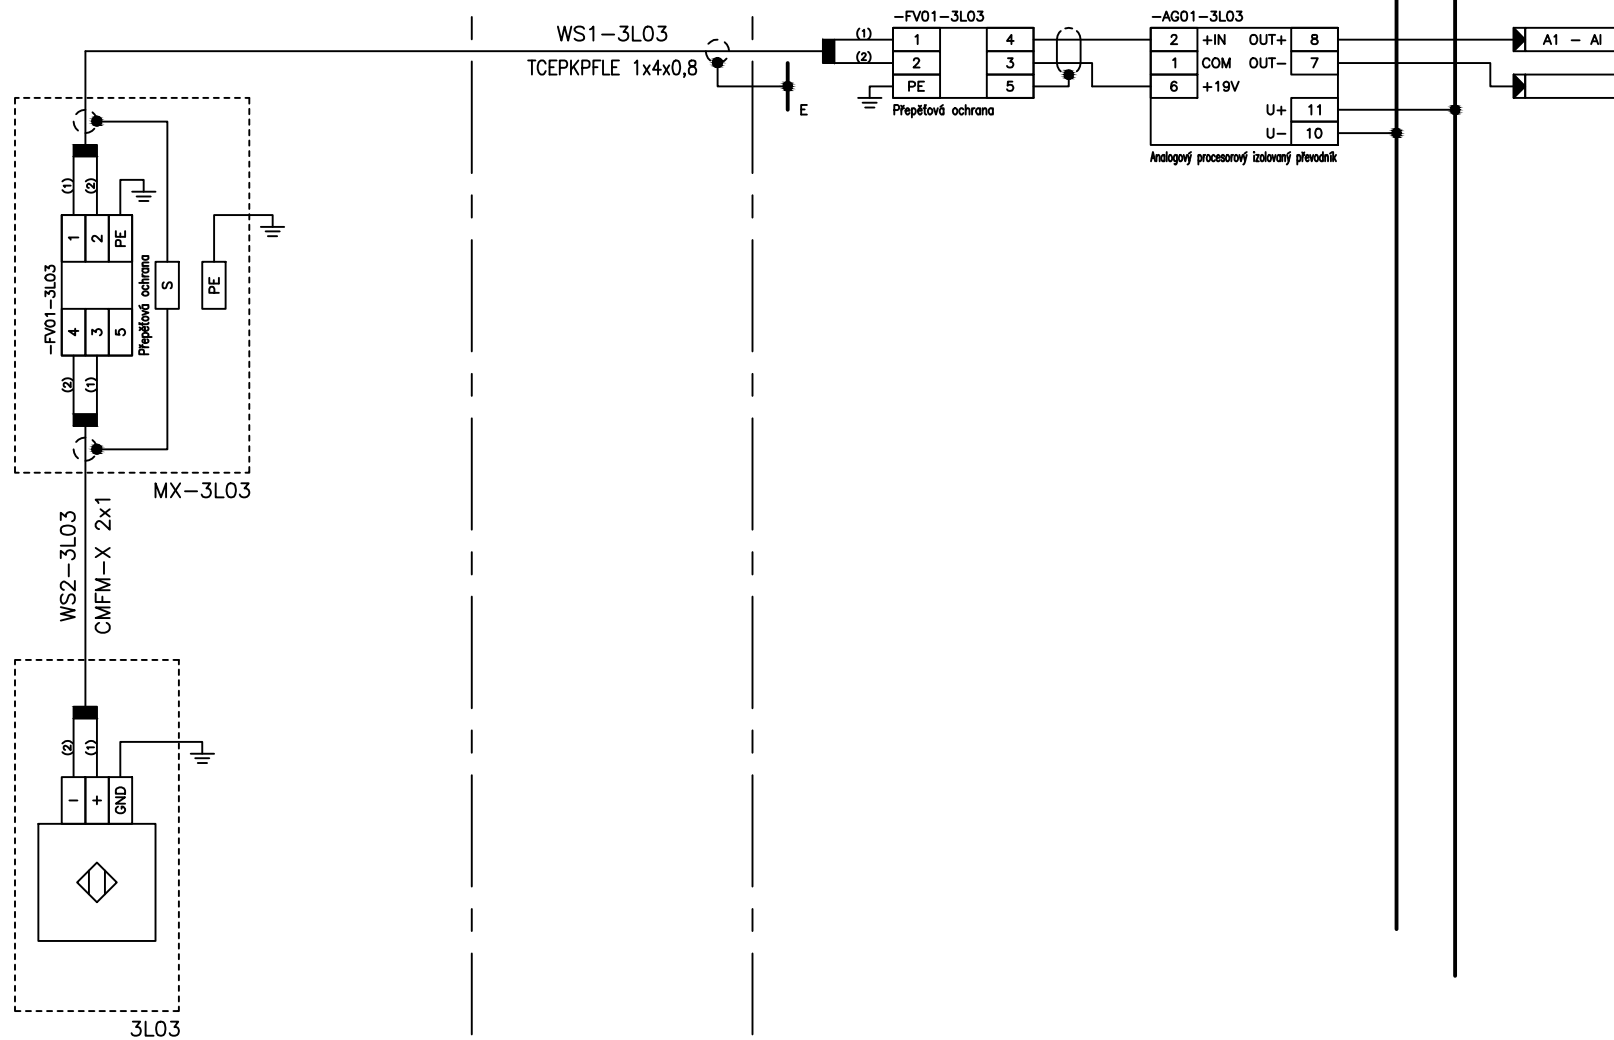 WS1-3L03
TCEPKPFLE 1x4x0,8
E
-FV01-3L03
(1)
(2)
1
2
PE
4
3
5
Přepěťová ochrana
-AG01-3L03
2 +IN OUT+ 8
1 COM OUT- 7
6 +19V
U+ 11
U- 10
Analogový procesorový izolovaný převodník
A1 - AI
(1)
(2)
1
2
PE
-FV01-3L03
4
3
5
Přepěťová ochrana
S
PE
(2)
(1)
MX-3L03
WS2-3L03
CMFM-X 2x1
(2)
(1)
-
+
GND
3L03